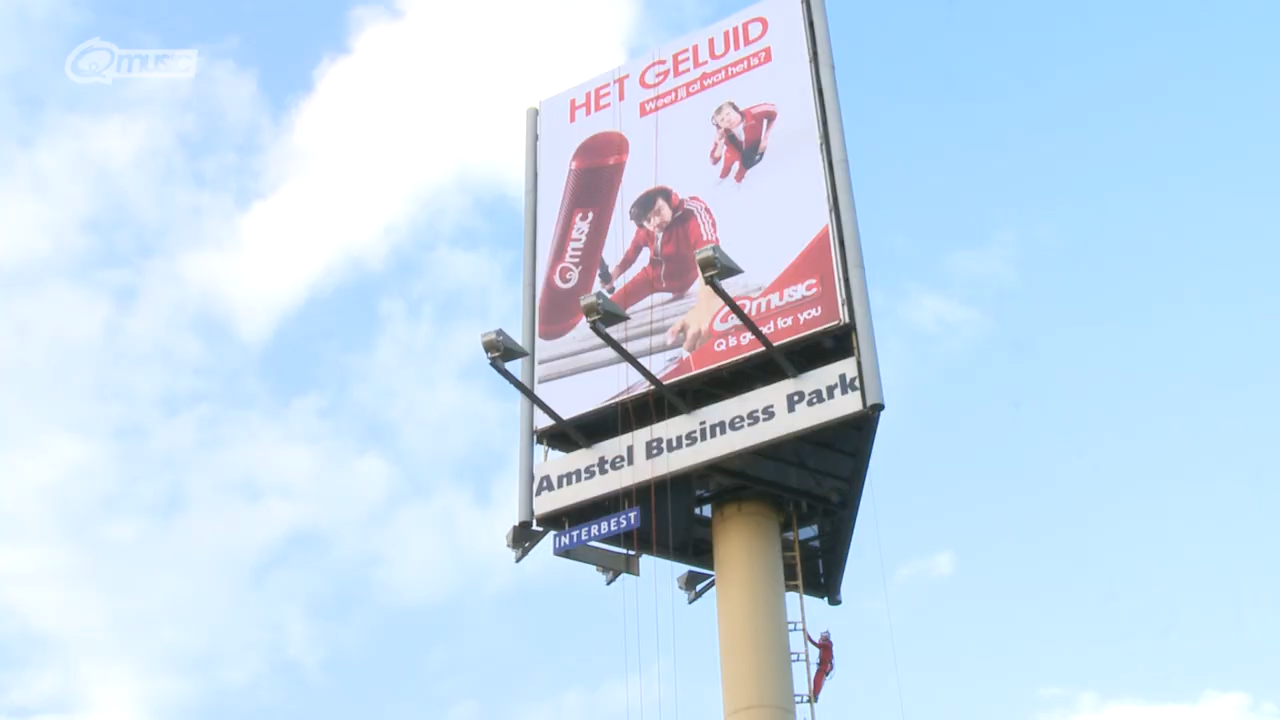 Qmusic
HET GELUID
Weet jij al wat het is?
Qmusic
Qmusic
Q is good for you
Amstel Business Park
INTERBEST